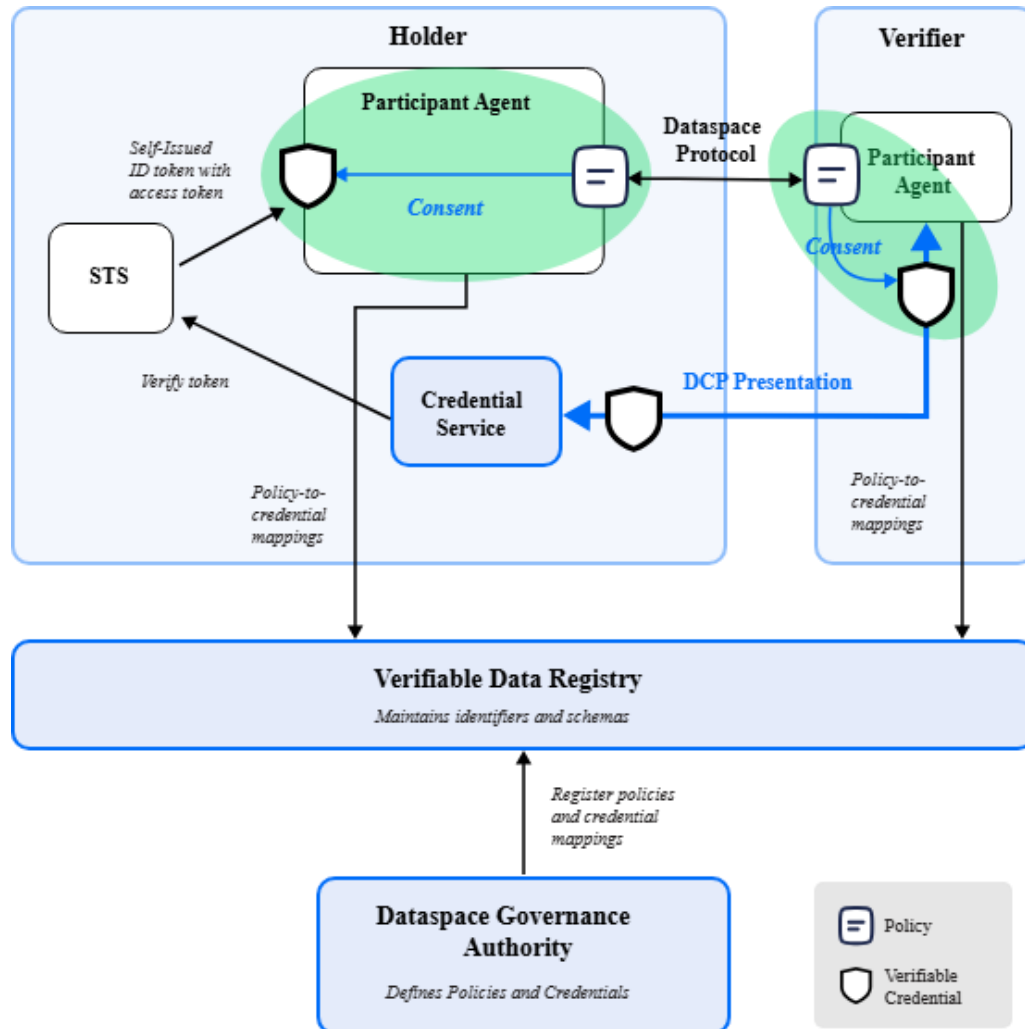 Holder
Verifier
Participant Agent
Dataspace
Protocol
Participant
Agent
Self-Issued
ID token with
access token
Consent
Consent
STS
Verify token
Credential
Service
DCP Presentation
Policy-to-
credential
mappings
Policy-to-
credential
mappings
Verifiable Data Registry
Maintains identifiers and schemas
Register policies
and credential
mappings
Dataspace Governance
Authority
Defines Policies and Credentials
Policy
Verifiable
Credential